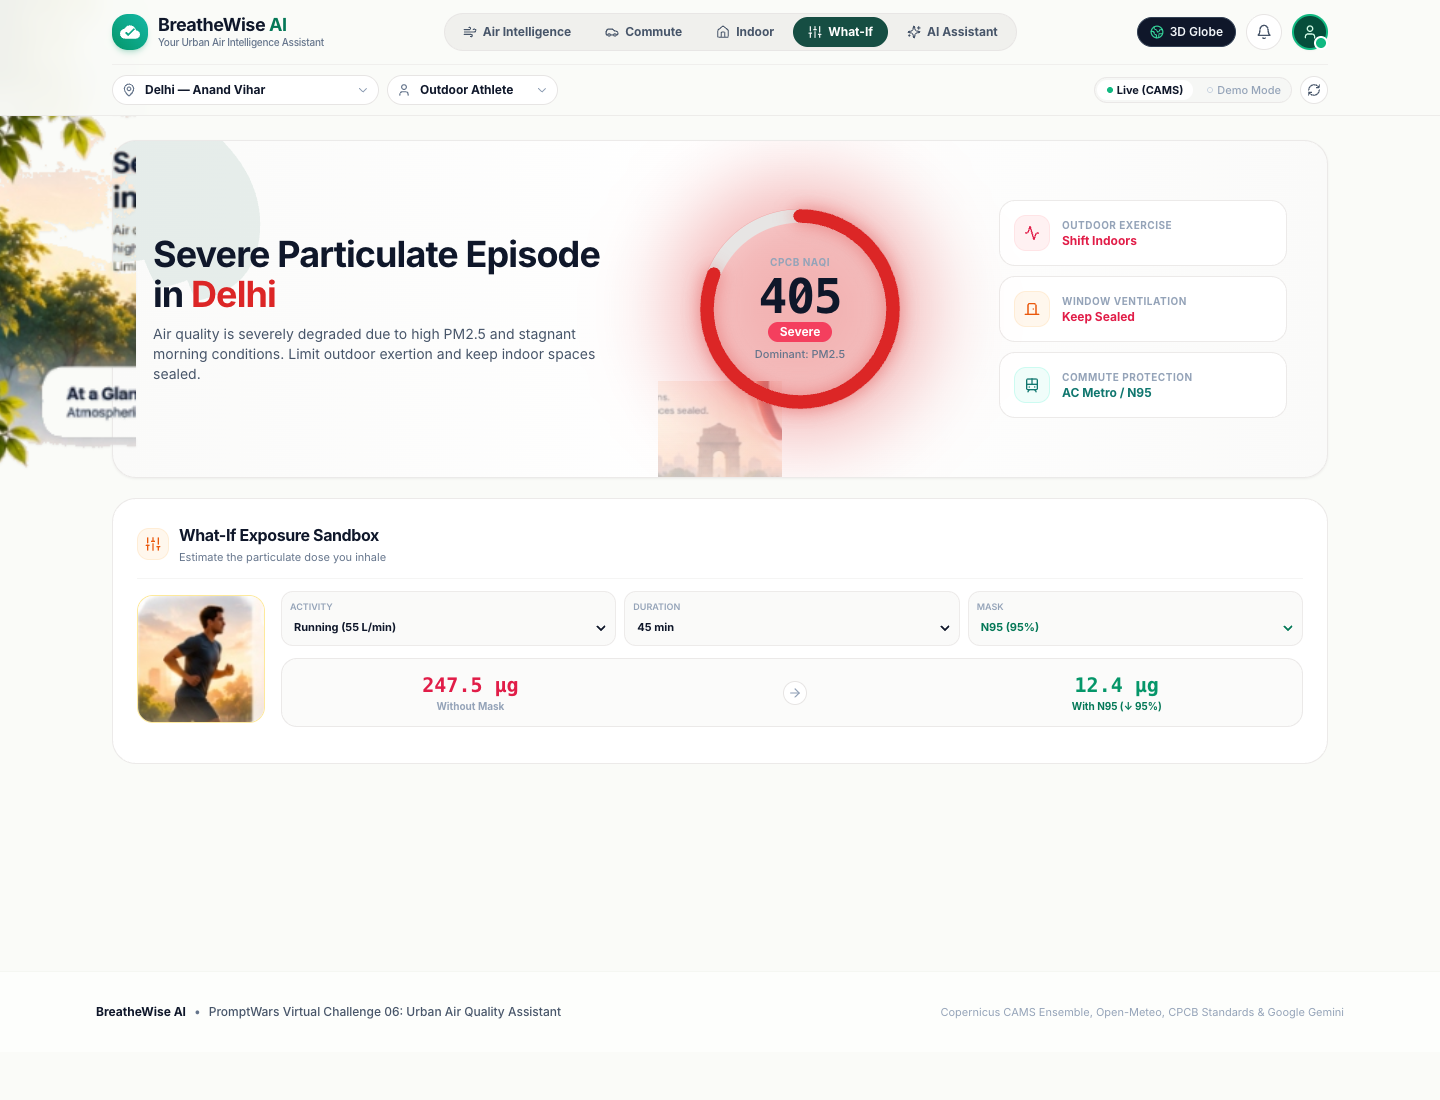 BreatheWise AI
Your Urban Air Intelligence Assistant
Air Intelligence
Commute
Indoor
What-If
AI Assistant
3D Globe
Delhi — Anand Vihar
Outdoor Athlete
Live (CAMS)
Demo Mode
Severe Particulate Episode
in Delhi
Air quality is severely degraded due to high PM2.5 and stagnant
morning conditions. Limit outdoor exertion and keep indoor spaces
sealed.
At a Glan
CPCB NAQI
405
Severe
Dominant: PM2.5
ces sealed.
OUTDOOR EXERCISE
Shift Indoors
WINDOW VENTILATION
Keep Sealed
COMMUTE PROTECTION
AC Metro / N95
What-If Exposure Sandbox
Estimate the particulate dose you inhale
ACTIVITY
Running (55 L/min)
DURATION
45 min
MASK
N95 (95%)
247.5 µg
Without Mask
12.4 µg
With N95 (↓ 95%)
BreatheWise AI • PromptWars Virtual Challenge 06: Urban Air Quality Assistant
Copernicus CAMS Ensemble, Open-Meteo, CPCB Standards & Google Gemini